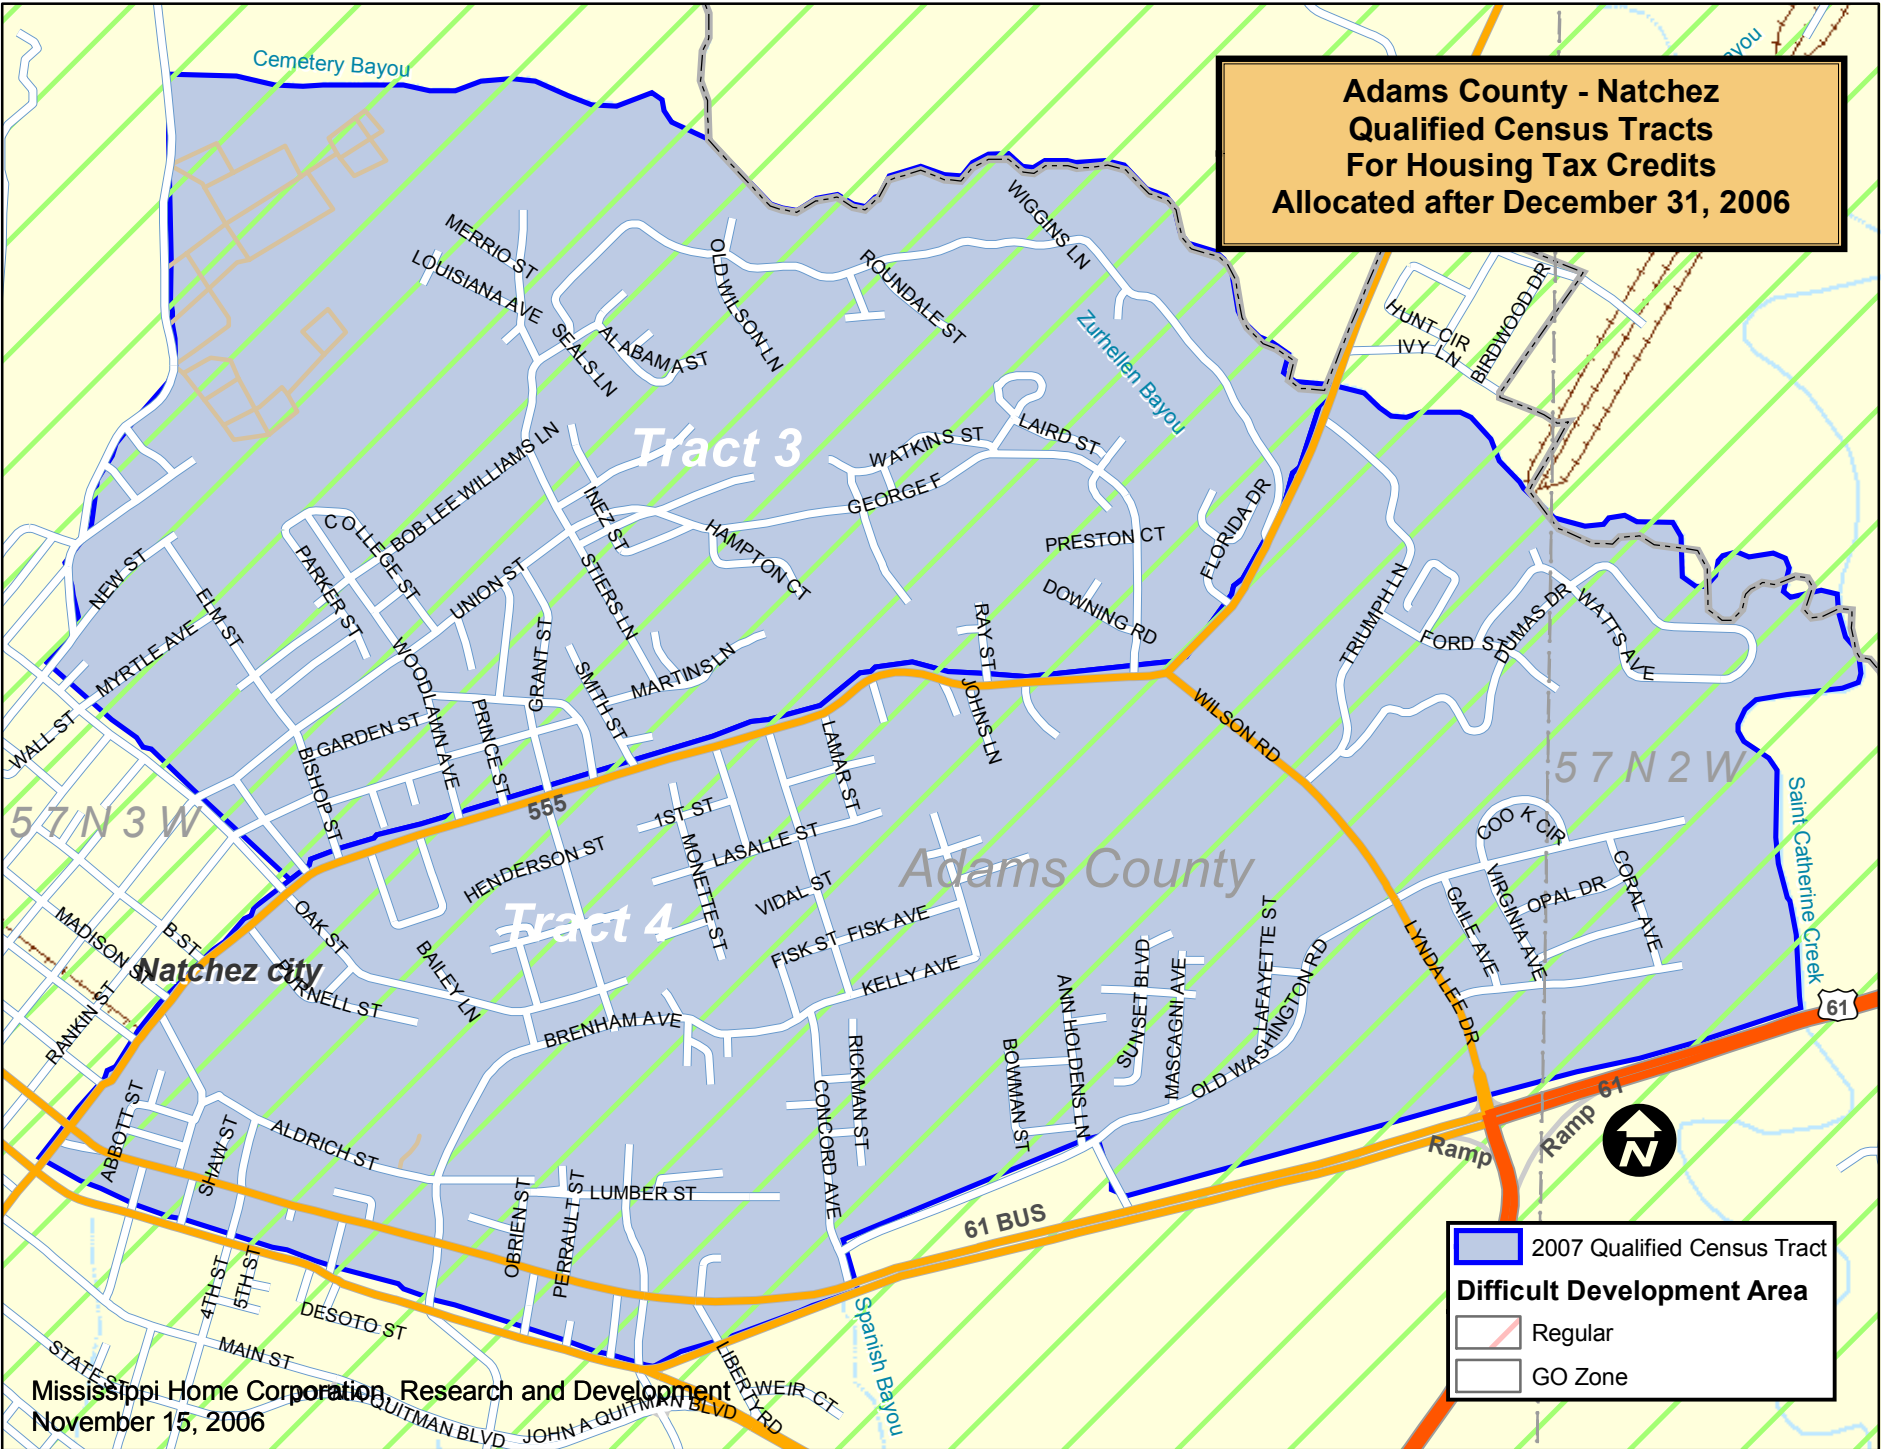 Cemetery Bayou
ayou
Adams County - Natchez
Qualified Census Tracts
For Housing Tax Credits
Allocated after December 31, 2006
MERRIO ST
LOUISIANA AVE
SEALS LN
ALABAMA ST
OLD WILSON LN
ROUNDALE ST
WIGGINS LN
Zurhellen Bayou
HUNT CIR
IVY LN
BIRDWOOD DR
Tract 3
WATKINS ST
LAIRD ST
GEORGE F
BOB LEE WILLIAMS LN
COLLEGE ST
PARKER ST
INEZ ST
HAMPTON CT
PRESTON CT
FLORIDA DR
DOWNING RD
NEW ST
ELM ST
UNION ST
STIERS LN
MYRTLE AVE
WOODLAWN AVE
GRANT ST
SMITH ST
MARTINS LN
RAY ST
JOHNS LN
TRIUMPH LN
FORD ST
DUMAS DR
WATTS AVE
WALL ST
GARDEN ST
PRINCE ST
BISHOP ST
LAMAR ST
WILSON RD
57N3W
57N2W
555
1ST ST
HENDERSON ST
MONETTE ST
LASALLE ST
VIDAL ST
Adams County
COOK CIR
Saint Catherine Creek
Tract 4
FISK ST
FISK AVE
KELLY AVE
MADISON ST
B ST
OAK ST
BAILEY LN
Natchez city
PURNELL ST
RANKIN ST
BRENHAM AVE
LAFAYETTE ST
SUNSET BLVD
MASCAGNI AVE
ANN HOLDENS LN
BOWMAN ST
OLD WASHINGTON RD
LYNDALE DR
GAILE AVE
VIRGINIA AVE
OPAL DR
CORAL AVE
61
61
Ramp
Ramp
N
ABBOTT ST
SHAW ST
ALDRICH ST
CONCORD AVE
RICKMAN ST
OBRIEN ST
PERRAULT ST
LUMBER ST
61 BUS
4TH ST
5TH ST
DESOTO ST
MAIN ST
STATE ST
LIBERTY RD
WEIR CT
Spanish Bayou
JOHN A QUITMAN BLVD
QUITMAN BLVD
2007 Qualified Census Tract
Difficult Development Area
Regular
GO Zone
Mississippi Home Corporation, Research and Development
November 15, 2006